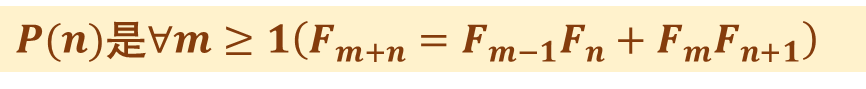 P(n)是∀m ≥ 1(F_{m+n} = F_{m−1}F_n + F_mF_{n+1})